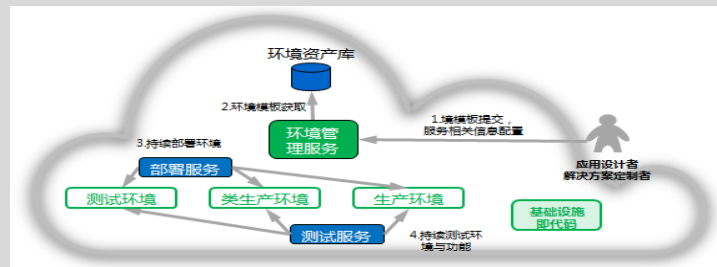 环境资产库
2.环境模板获取
1.境模板提交，
服务相关信息配置
环境管
理服务
3.持续部署环境
部署服务
应用设计者
解决方案定制者
测试环境
类生产环境
生产环境
基础设施
即代码
测试服务
4.持续测试环
境与功能